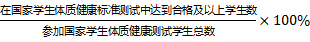 在国家学生体质健康标准测试中达到合格及以上学生数
参加国家学生体质健康测试学生总数
× 100%